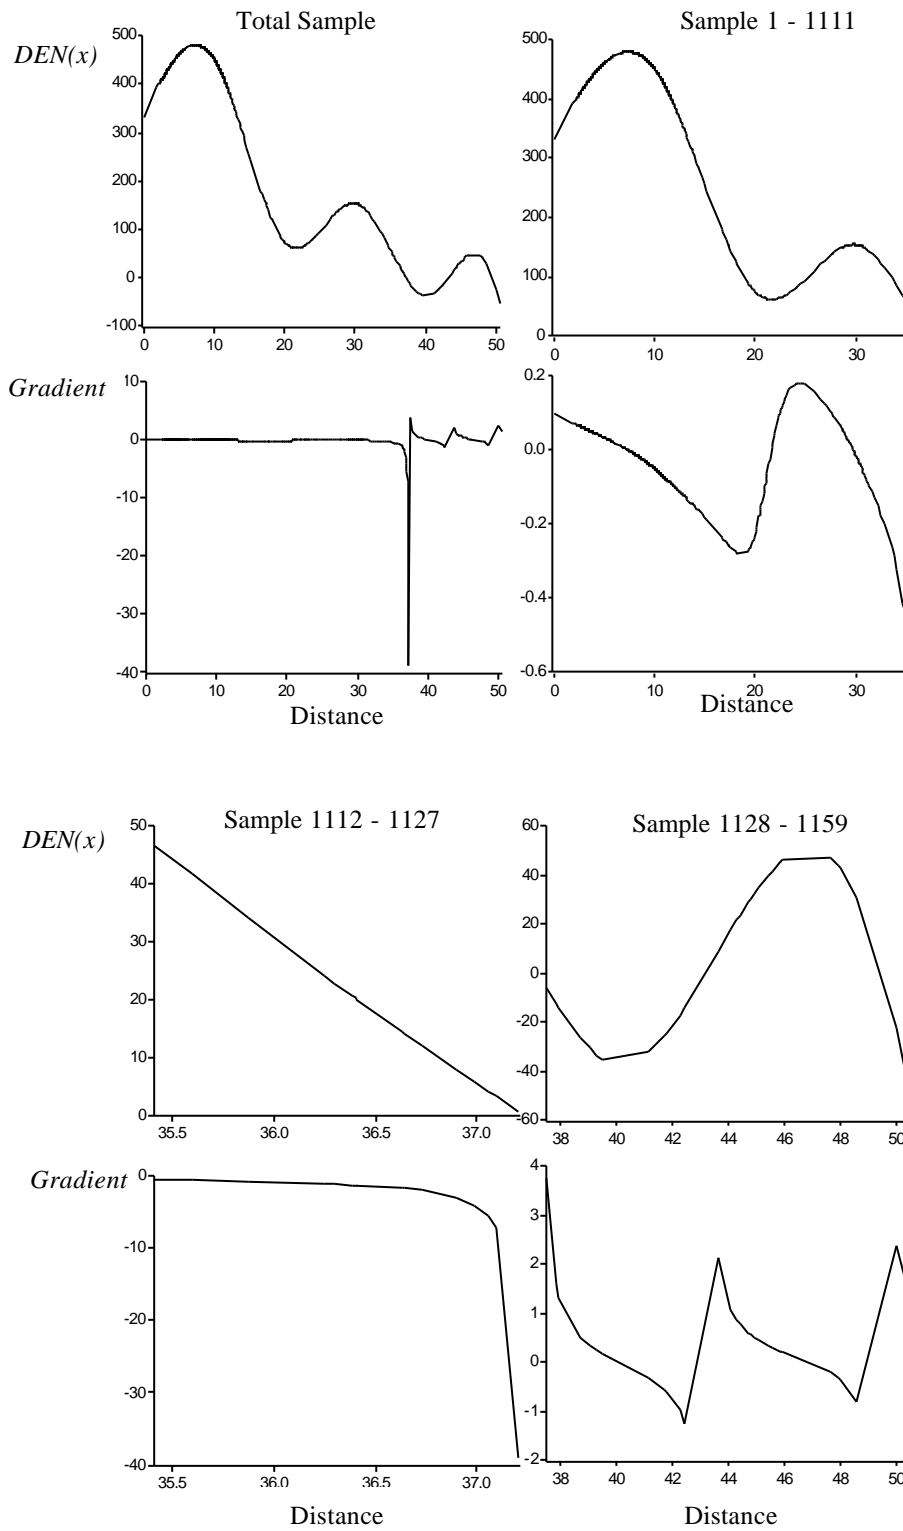 Total Sample
Sample 1 - 1111
DEN(x)
500
400
300
200
100
0
-100
0 10 20 30 40 50
500
400
300
200
100
0
0 10 20 30
Gradient
10
0
-10
-20
-30
-40
0 10 20 30 40 50
Distance
0.2
0.0
-0.2
-0.4
-0.6
0 10 20 30
Distance
Sample 1112 - 1127
Sample 1128 - 1159
DEN(x)
50
40
30
20
10
0
35.5 36.0 36.5 37.0
60
40
20
0
-20
-40
-60
38 40 42 44 46 48 50
Gradient
0
-10
-20
-30
-40
35.5 36.0 36.5 37.0
Distance
4
3
2
1
0
-1
-2
38 40 42 44 46 48 50
Distance